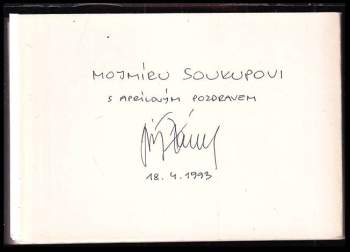 MOJMÍRU SOUKUPOVI
S APRÍLOVÝM POZDRAVEM
18.4.1993